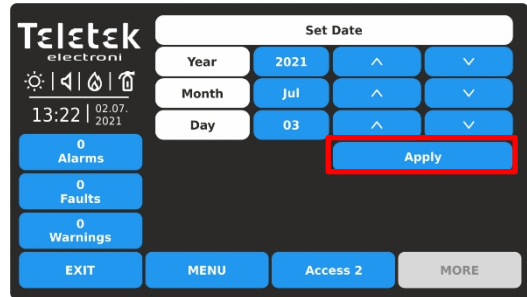 Teletek
electroni
13:22 | 02.07.
2021
0
Alarms
0
Faults
0
Warnings
Set Date
Year 2021
Month Jul
Day 03
Apply
EXIT MENU Access 2 MORE